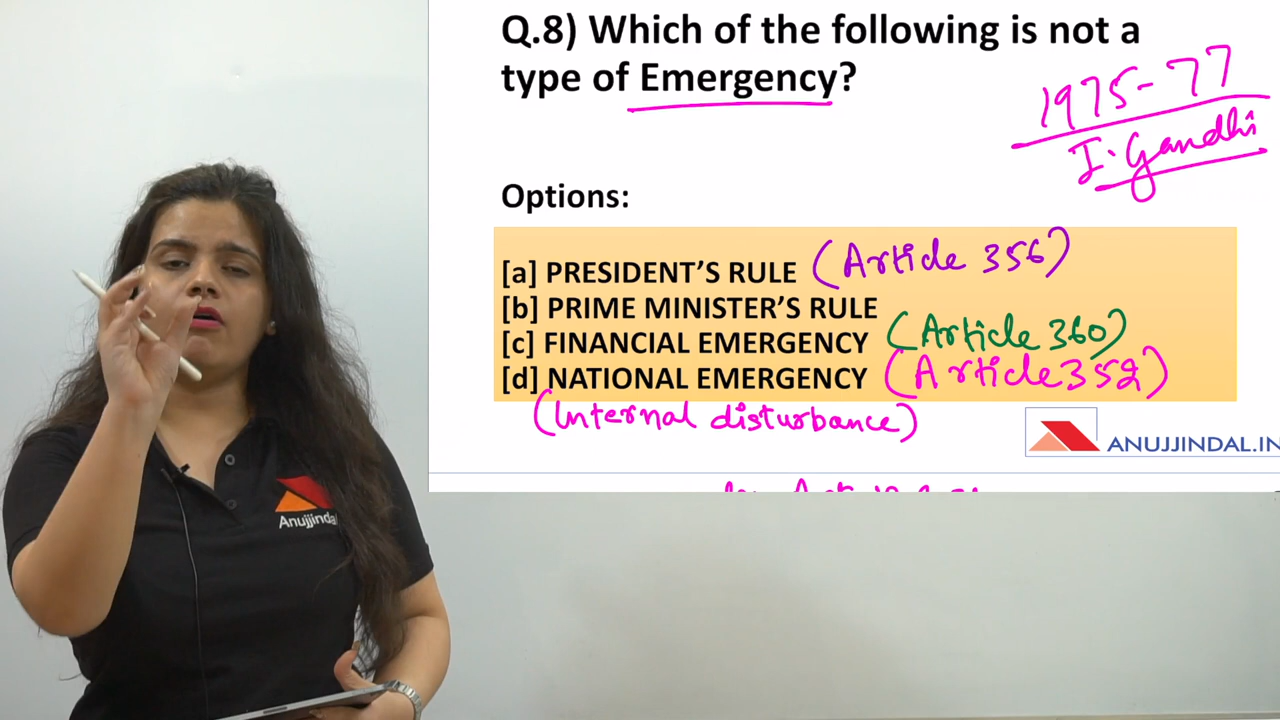 Q.8) Which of the following is not a
type of Emergency?
1975-77
I. Gandhi
Options:
[a] PRESIDENT’S RULE (Article 356)
[b] PRIME MINISTER’S RULE
[c] FINANCIAL EMERGENCY (Article 360)
[d] NATIONAL EMERGENCY (Article 352)
(Internal disturbance)
ANUJJINDAL.IN
Anujjindal